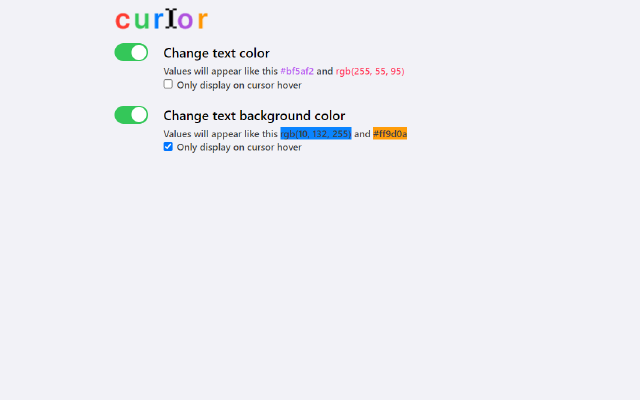 curlor
Change text color
Values will appear like this #bf5af2 and rgb(255, 55, 95)
Only display on cursor hover
Change text background color
Values will appear like this rgb(10, 132, 255) and #ff9d0a
Only display on cursor hover